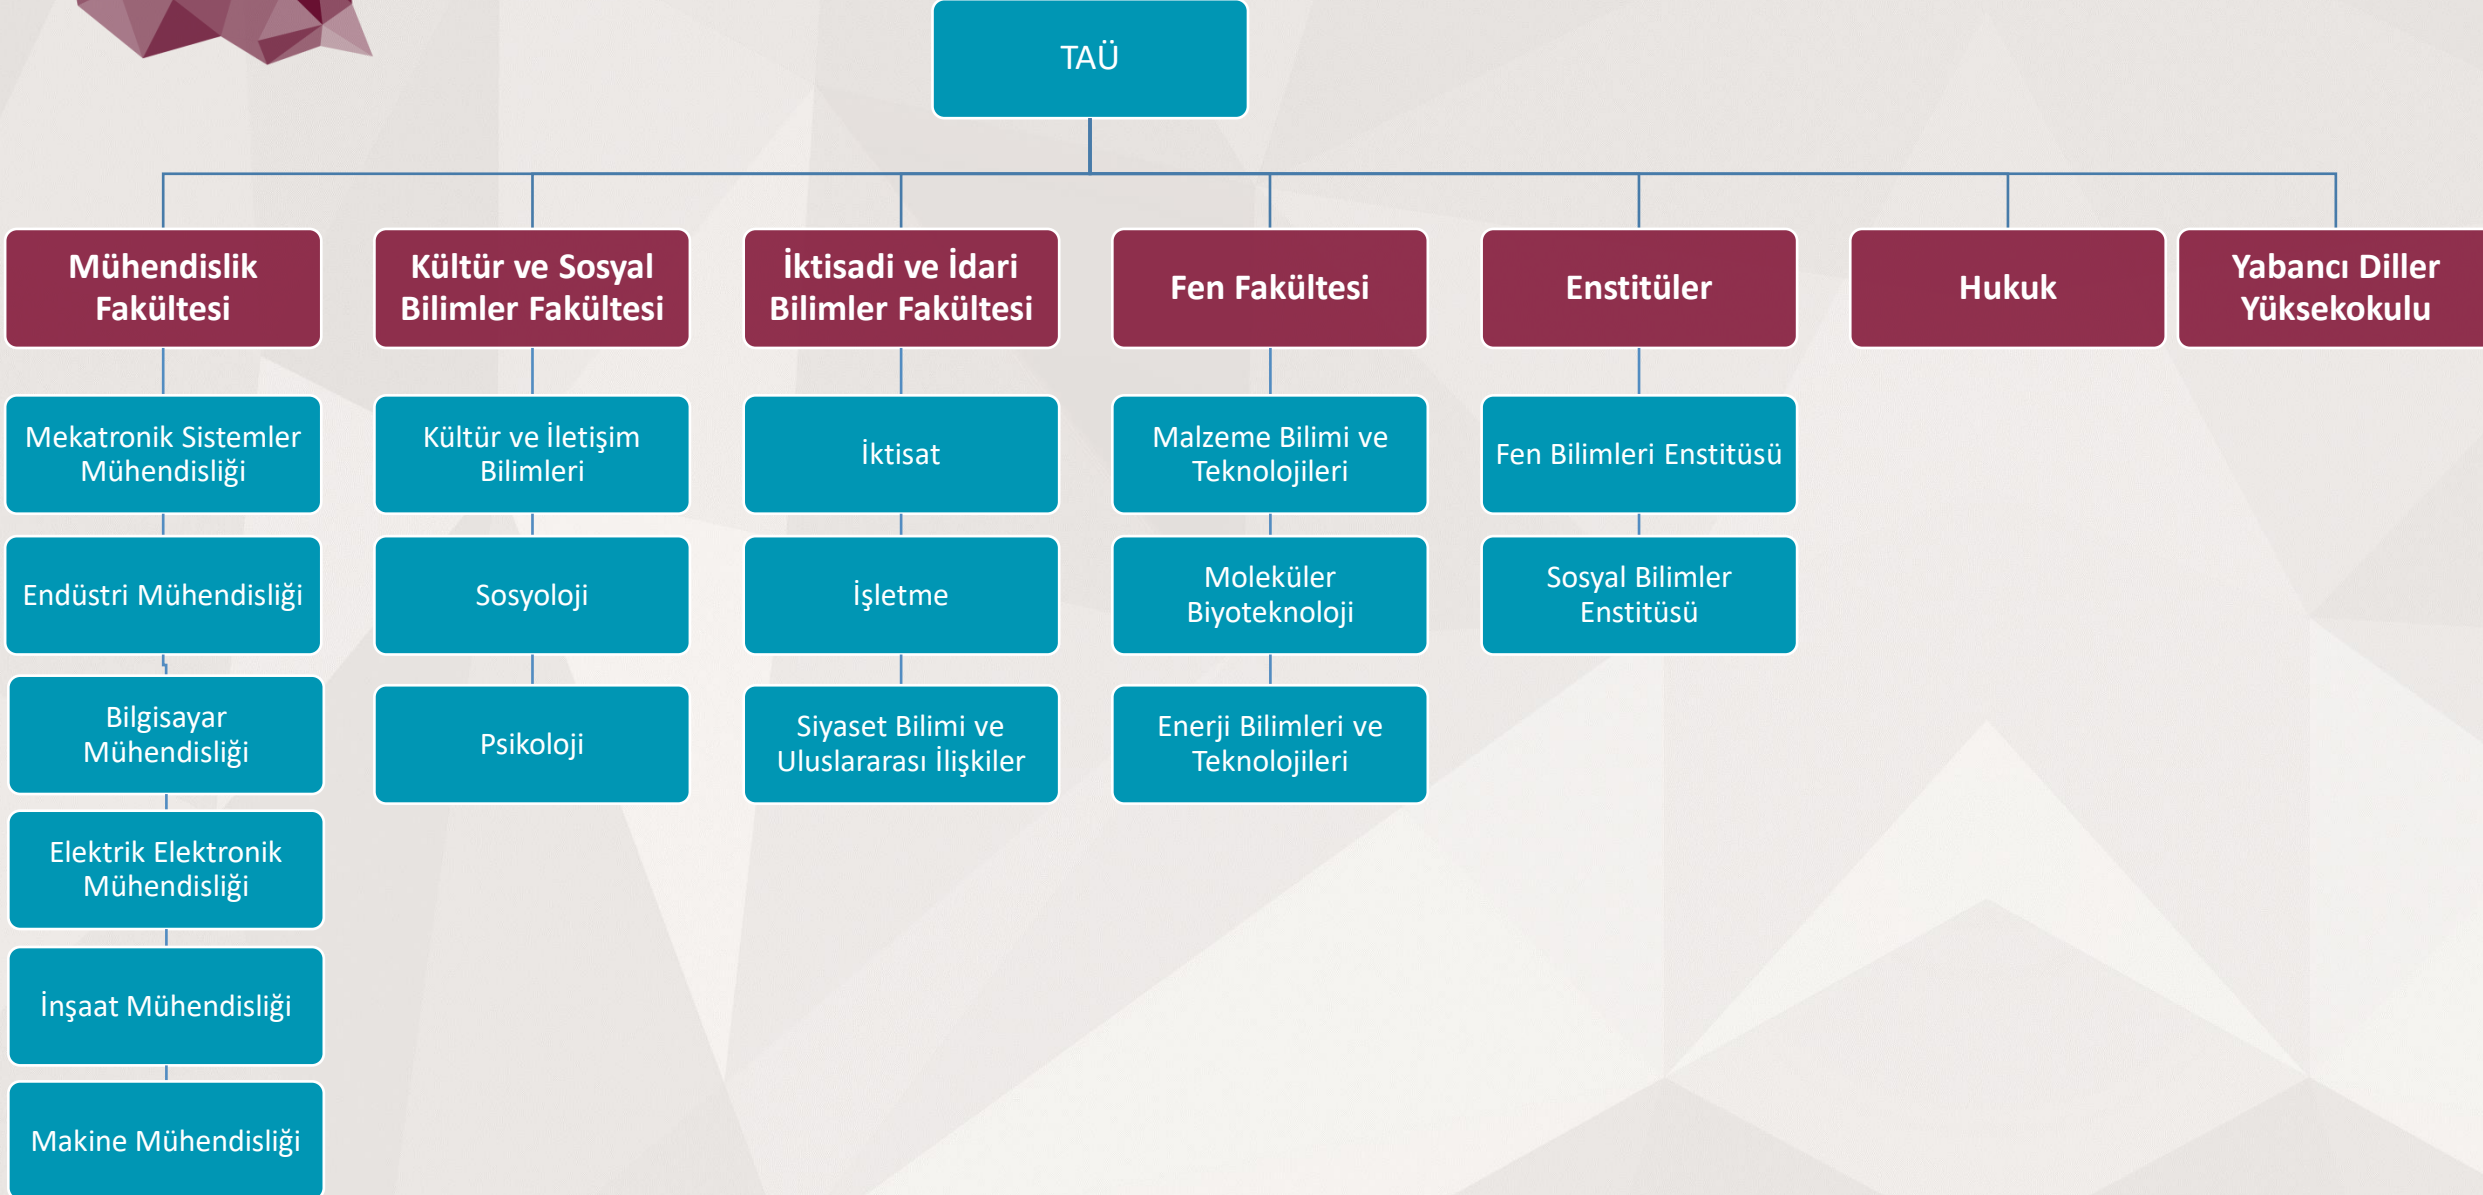 TAÜ
Mühendislik
Fakültesi
Kültür ve Sosyal
Bilimler Fakültesi
İktisadi ve İdari
Bilimler Fakültesi
Fen Fakültesi
Enstitüler
Hukuk
Yabancı Diller
Yüksekokulu
Mekatronik Sistemler
Mühendisliği
Endüstri Mühendisliği
Bilgisayar
Mühendisliği
Elektrik Elektronik
Mühendisliği
İnşaat Mühendisliği
Makine Mühendisliği
Kültür ve İletişim
Bilimleri
Sosyoloji
Psikoloji
İktisat
İşletme
Siyaset Bilimi ve
Uluslararası İlişkiler
Malzeme Bilimi ve
Teknolojileri
Moleküler
Biyoteknoloji
Enerji Bilimleri ve
Teknolojileri
Fen Bilimleri Enstitüsü
Sosyal Bilimler
Enstitüsü